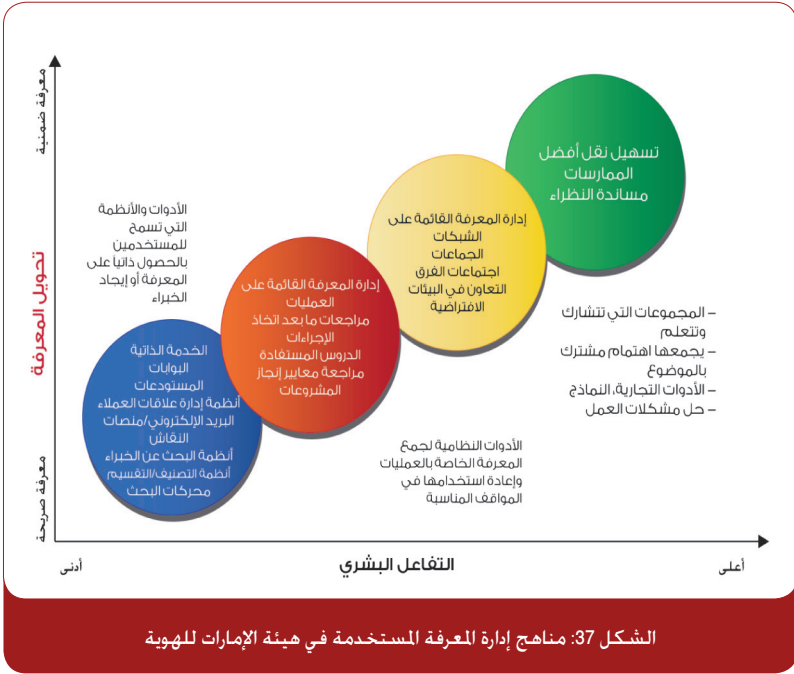 معرفة ضمنية
تحويل المعرفة
معرفة صريحة
تسهيل نقل أفضل
الممارسات
مساندة النظراء
إدارة المعرفة القائمة على
الشبكات
الجماعات
اجتماعات الفرق
التعاون في البيئات
الافتراضية
الأدوات والأنظمة
التي تسمح
للمستخدمين
بالحصول ذاتياً على
المعرفة أو إيجاد
الخبراء
إدارة المعرفة القائمة على
العمليات
مراجعات ما بعد اتخاذ
الإجراءات
الدروس المستفادة
مراجعة معايير إنجاز
المشروعات
– المجموعات التي تتشارك
وتتعلم
– يجمعها اهتمام مشترك
بالموضوع
– الأدوات التجارية، النماذج
– حل مشكلات العمل
الخدمة الذاتية
البوابات
المستودعات
أنظمة إدارة علاقات العملاء
البريد الإلكتروني/منصات
النقاش
أنظمة البحث عن الخبراء
أنظمة التصنيف/التقسيم
محركات البحث
الأدوات النظامية لجمع
المعرفة الخاصة بالعمليات
وإعادة استخدامها في
المواقف المناسبة
أعلى
التفاعل البشري
أدنى
الشكل 37: مناهج إدارة المعرفة المستخدمة في هيئة الإمارات للهوية